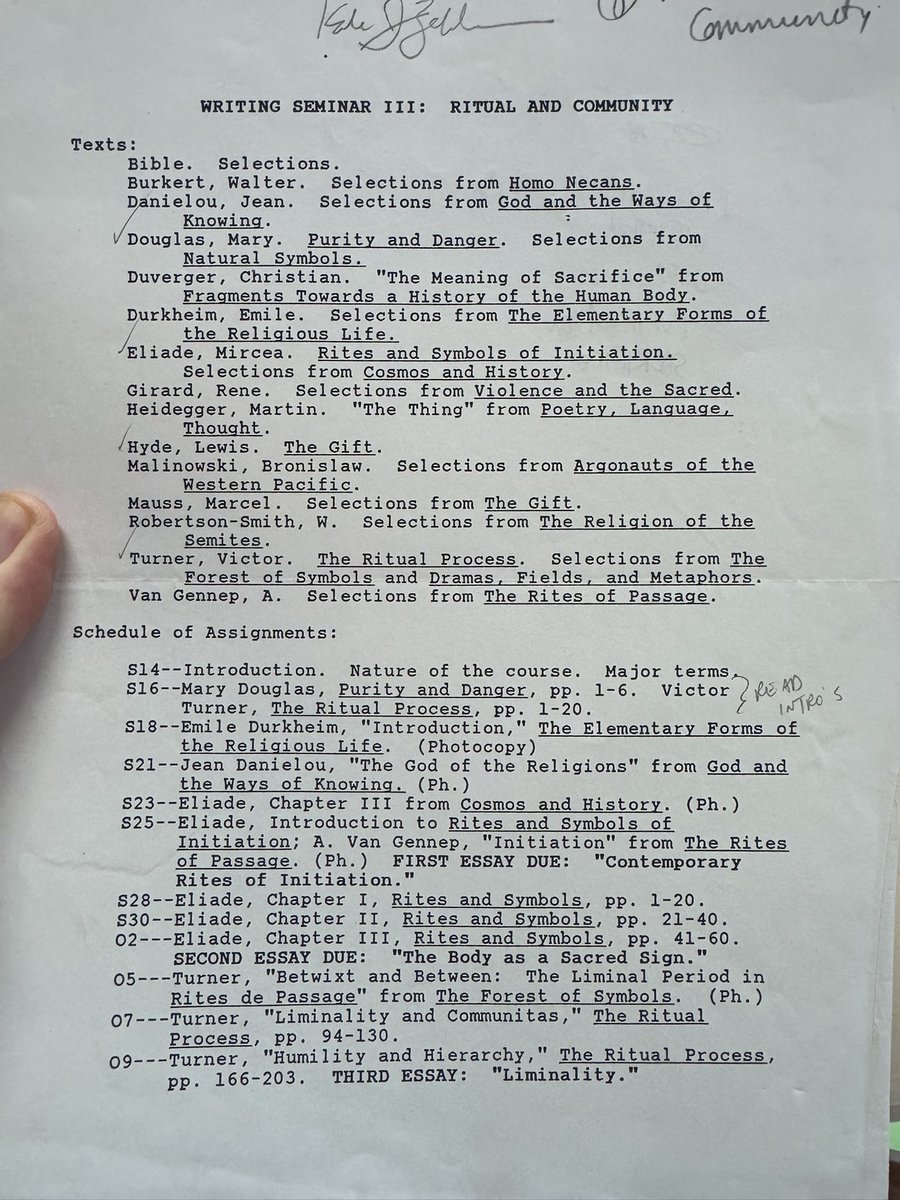 Community
WRITING SEMINAR III: RITUAL AND COMMUNITY
Texts:
Bible. Selections.
Burkert, Walter. Selections from Homo Necans.
Danielou, Jean. Selections from God and the Ways of
Knowing.
Douglas, Mary. Purity and Danger. Selections from
Natural Symbols.
Duverger, Christian. "The Meaning of Sacrifice" from
Fragments Towards a History of the Human Body.
Durkheim, Emile. Selections from The Elementary Forms of
the Religious Life.
Eliade, Mircea. Rites and Symbols of Initiation.
Selections from Cosmos and History.
Girard, Rene. Selections from Violence and the Sacred.
Heidegger, Martin. "The Thing" from Poetry, Language,
Thought.
Hyde, Lewis. The Gift.
Malinowski, Bronislaw. Selections from Argonauts of the
Western Pacific.
Mauss, Marcel. Selections from The Gift.
Robertson-Smith, W. Selections from The Religion of the
Semites.
Turner, Victor. The Ritual Process. Selections from The
Forest of Symbols and Dramas, Fields, and Metaphors.
Van Gennep, A. Selections from The Rites of Passage.
Schedule of Assignments:
S14--Introduction. Nature of the course. Major terms.
S16--Mary Douglas, Purity and Danger, pp. 1-6. Victor
Turner, The Ritual Process, pp. 1-20.
READ
INTRO'S
S18--Emile Durkheim, "Introduction," The Elementary Forms of
the Religious Life. (Photocopy)
S21--Jean Danielou, "The God of the Religions" from God and
the Ways of Knowing. (Ph.)
S23--Eliade, Chapter III from Cosmos and History. (Ph.)
S25--Eliade, Introduction to Rites and Symbols of
Initiation; A. Van Gennep, "Initiation" from The Rites
of Passage. (Ph.) FIRST ESSAY DUE: "Contemporary
Rites of Initiation."
S28--Eliade, Chapter I, Rites and Symbols, pp. 1-20.
S30--Eliade, Chapter II, Rites and Symbols, pp. 21-40.
O2---Eliade, Chapter III, Rites and Symbols, pp. 41-60.
SECOND ESSAY DUE: "The Body as a Sacred Sign."
O5---Turner, "Betwixt and Between: The Liminal Period in
Rites de Passage" from The Forest of Symbols. (Ph.)
O7---Turner, "Liminality and Communitas," The Ritual
Process, pp. 94-130.
O9---Turner, "Humility and Hierarchy," The Ritual Process,
pp. 166-203. THIRD ESSAY: "Liminality."